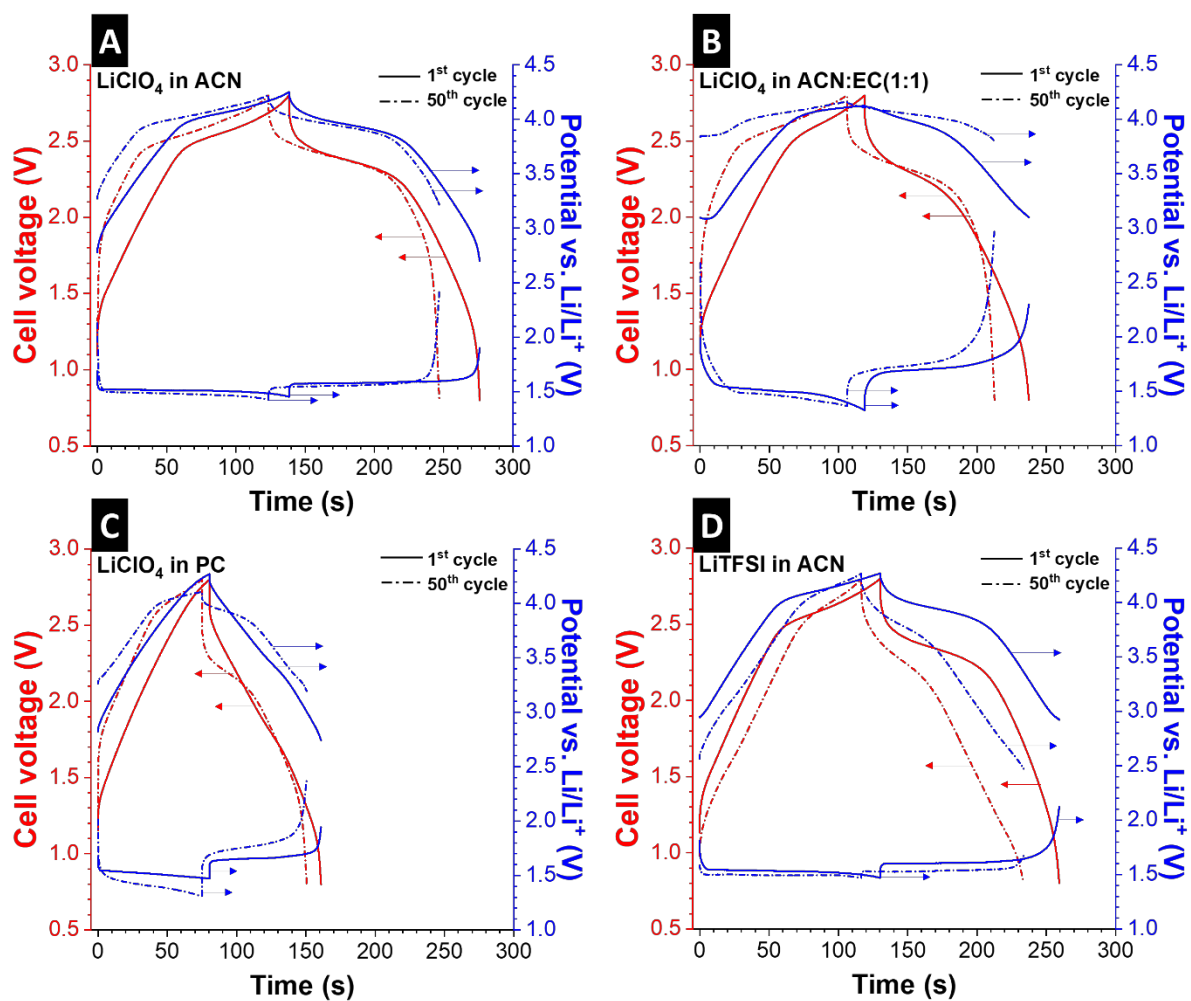 A
LiClO₄ in ACN
1st cycle
50th cycle
3.0
2.5
2.0
1.5
1.0
0.5
Cell voltage (V)
4.5
4.0
3.5
3.0
2.5
2.0
1.5
1.0
Potential vs. Li/Li⁺ (V)
0 50 100 150 200 250 300
Time (s)
B
LiClO₄ in ACN:EC(1:1)
1st cycle
50th cycle
3.0
2.5
2.0
1.5
1.0
0.5
Cell voltage (V)
4.5
4.0
3.5
3.0
2.5
2.0
1.5
1.0
Potential vs. Li/Li⁺ (V)
0 50 100 150 200 250 300
Time (s)
C
LiClO₄ in PC
1st cycle
50th cycle
3.0
2.5
2.0
1.5
1.0
0.5
Cell voltage (V)
4.5
4.0
3.5
3.0
2.5
2.0
1.5
1.0
Potential vs. Li/Li⁺ (V)
0 50 100 150 200 250 300
Time (s)
D
LiTFSI in ACN
1st cycle
50th cycle
3.0
2.5
2.0
1.5
1.0
0.5
Cell voltage (V)
4.5
4.0
3.5
3.0
2.5
2.0
1.5
1.0
Potential vs. Li/Li⁺ (V)
0 50 100 150 200 250 300
Time (s)